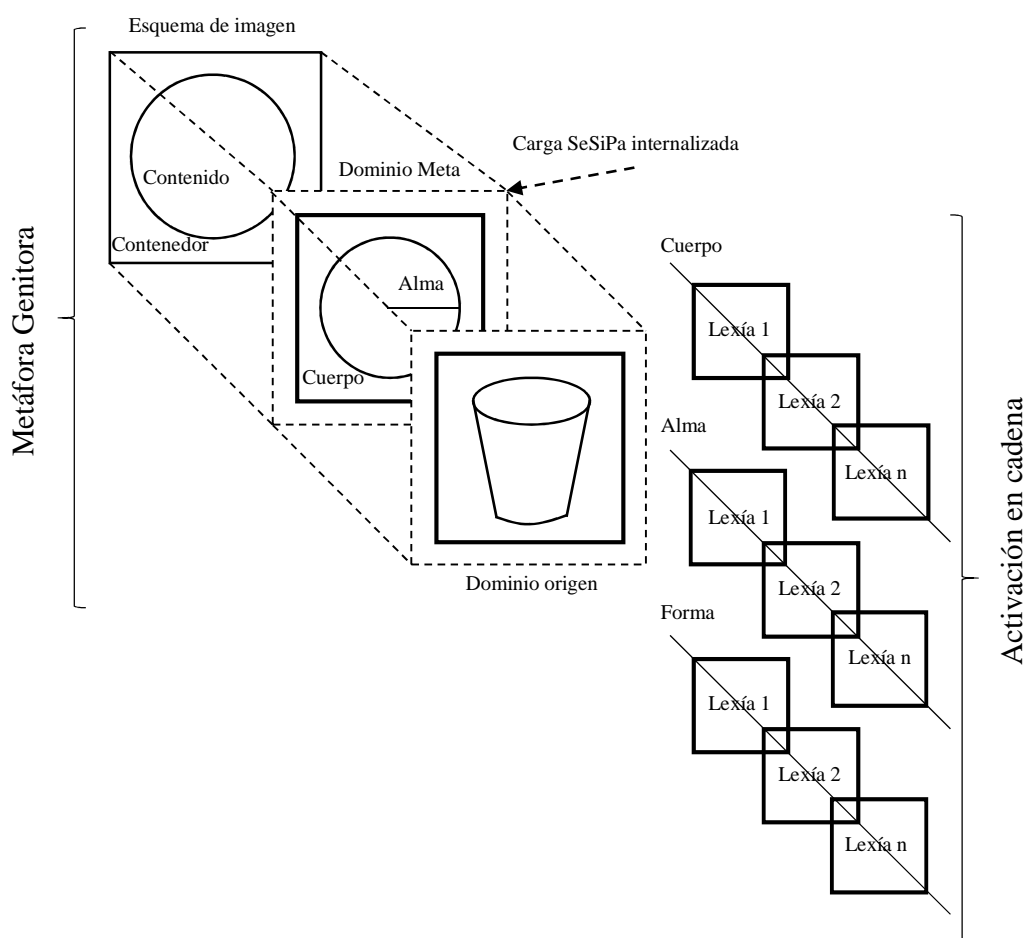 Esquema de imagen
Metáfora Genitora
Contenido
Contenedor
Dominio Meta
Carga SeSiPa internalizada
Alma
Cuerpo
Dominio origen
Cuerpo
Lexía 1
Lexía 2
Lexía n
Alma
Lexía 1
Lexía 2
Lexía n
Forma
Lexía 1
Lexía 2
Lexía n
Activación en cadena